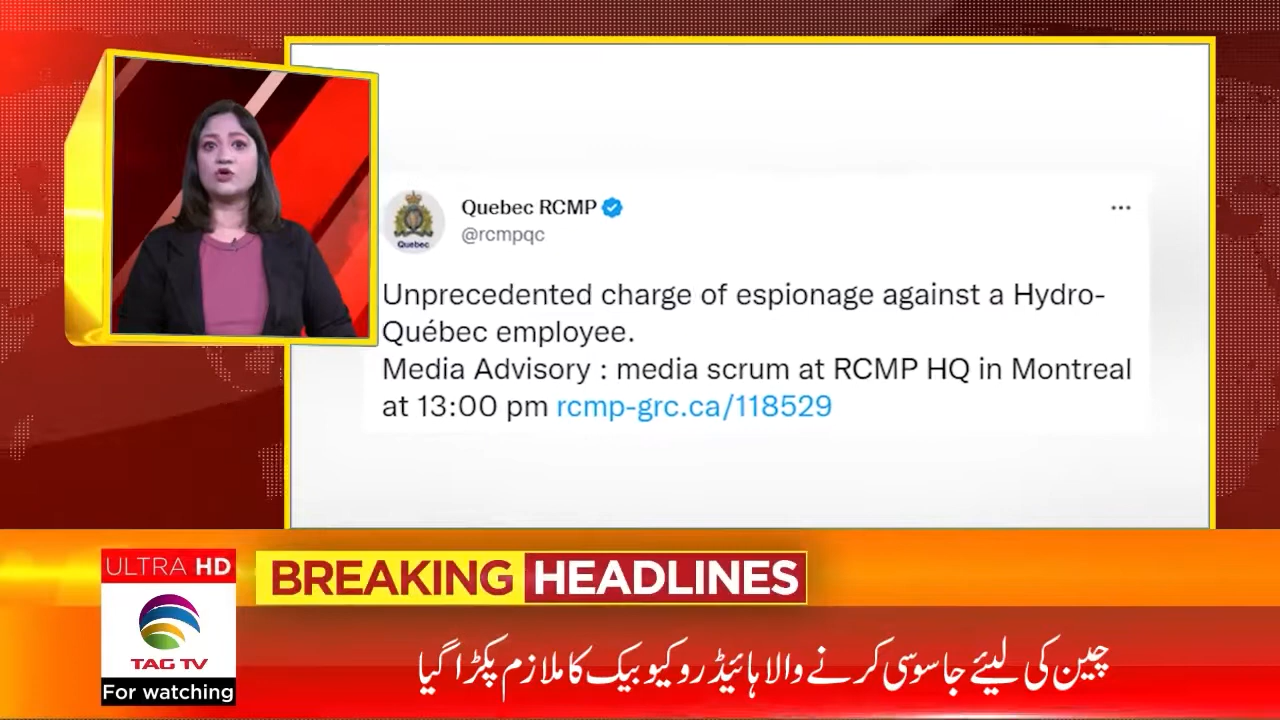 Quebec RCMP
@rcmpqc
Quebec
Unprecedented charge of espionage against a Hydro-
Québec employee.
Media Advisory : media scrum at RCMP HQ in Montreal
at 13:00 pm rcmp-grc.ca/118529
ULTRA HD
BREAKING HEADLINES
TAG TV
For watching
چین کی لیئے جاسوسی کرنے والا ہائیڈرو کیوبیک کا ملازم پکڑا گیا